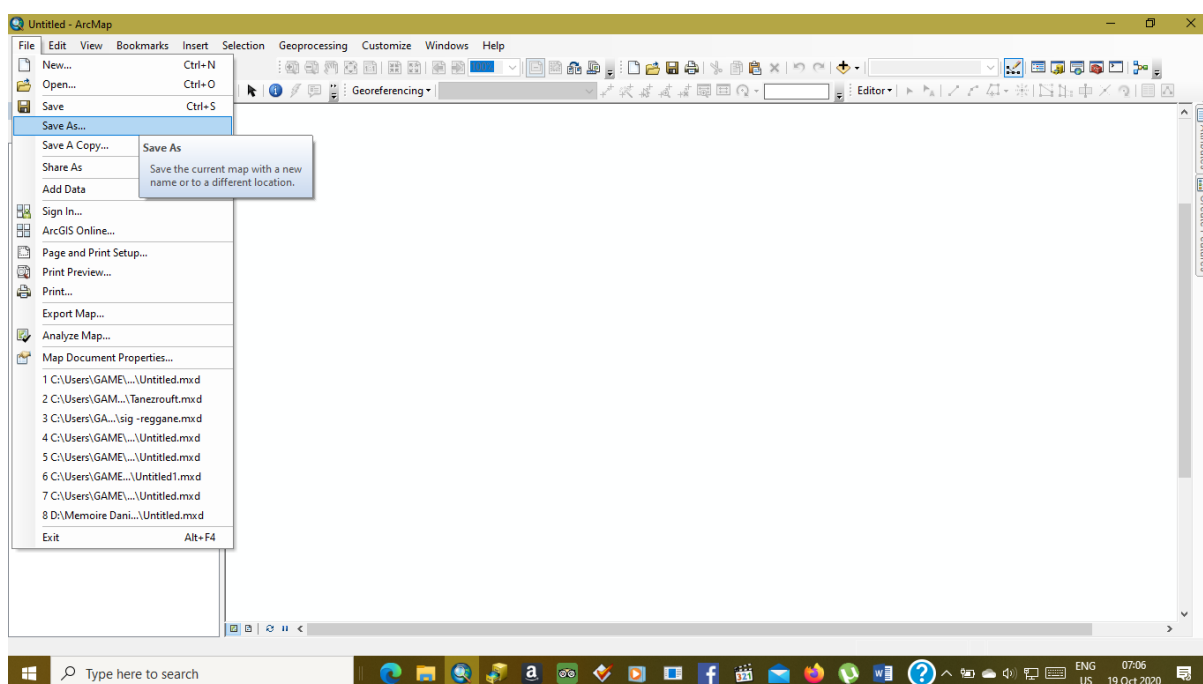 Untitled - ArcMap
File Edit View Bookmarks Insert Selection Geoprocessing Customize Windows Help
New... Ctrl+N
Open... Ctrl+O
Georeferencing
Editor
Save Ctrl+S
Save As...
Save A Copy...
Save As
Save the current map with a new
name or to a different location.
Share As
Add Data
Sign In...
ArcGIS Online...
Page and Print Setup...
Print Preview...
Print...
Export Map...
Analyze Map...
Map Document Properties...
1 C:\Users\GAME\...\Untitled.mxd
2 C:\Users\GAM...\Tanezrouft.mxd
3 C:\Users\GA...\sig -reggane.mxd
4 C:\Users\GAME\...\Untitled.mxd
5 C:\Users\GAME\...\Untitled.mxd
6 C:\Users\GAME...\Untitled1.mxd
7 C:\Users\GAME\...\Untitled.mxd
8 D:\Memoire Dani...\Untitled.mxd
Exit Alt+F4
Type here to search
ENG
US
07:06
19 Oct 2020